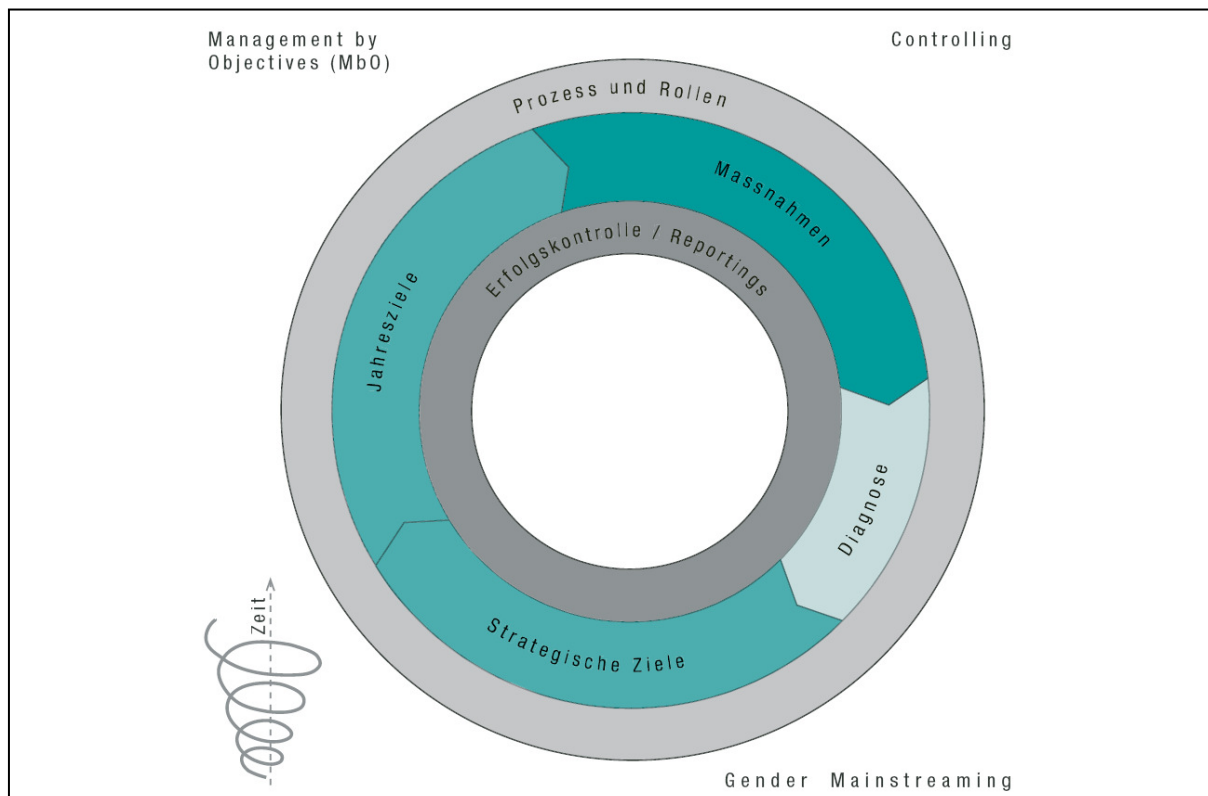 Management by
Objectives (MbO)
Controlling
Prozess und Rollen
Massnahmen
Erfolgskontrolle / Reportings
Jahresziele
Diagnose
Strategische Ziele
Zeit
Gender Mainstreaming